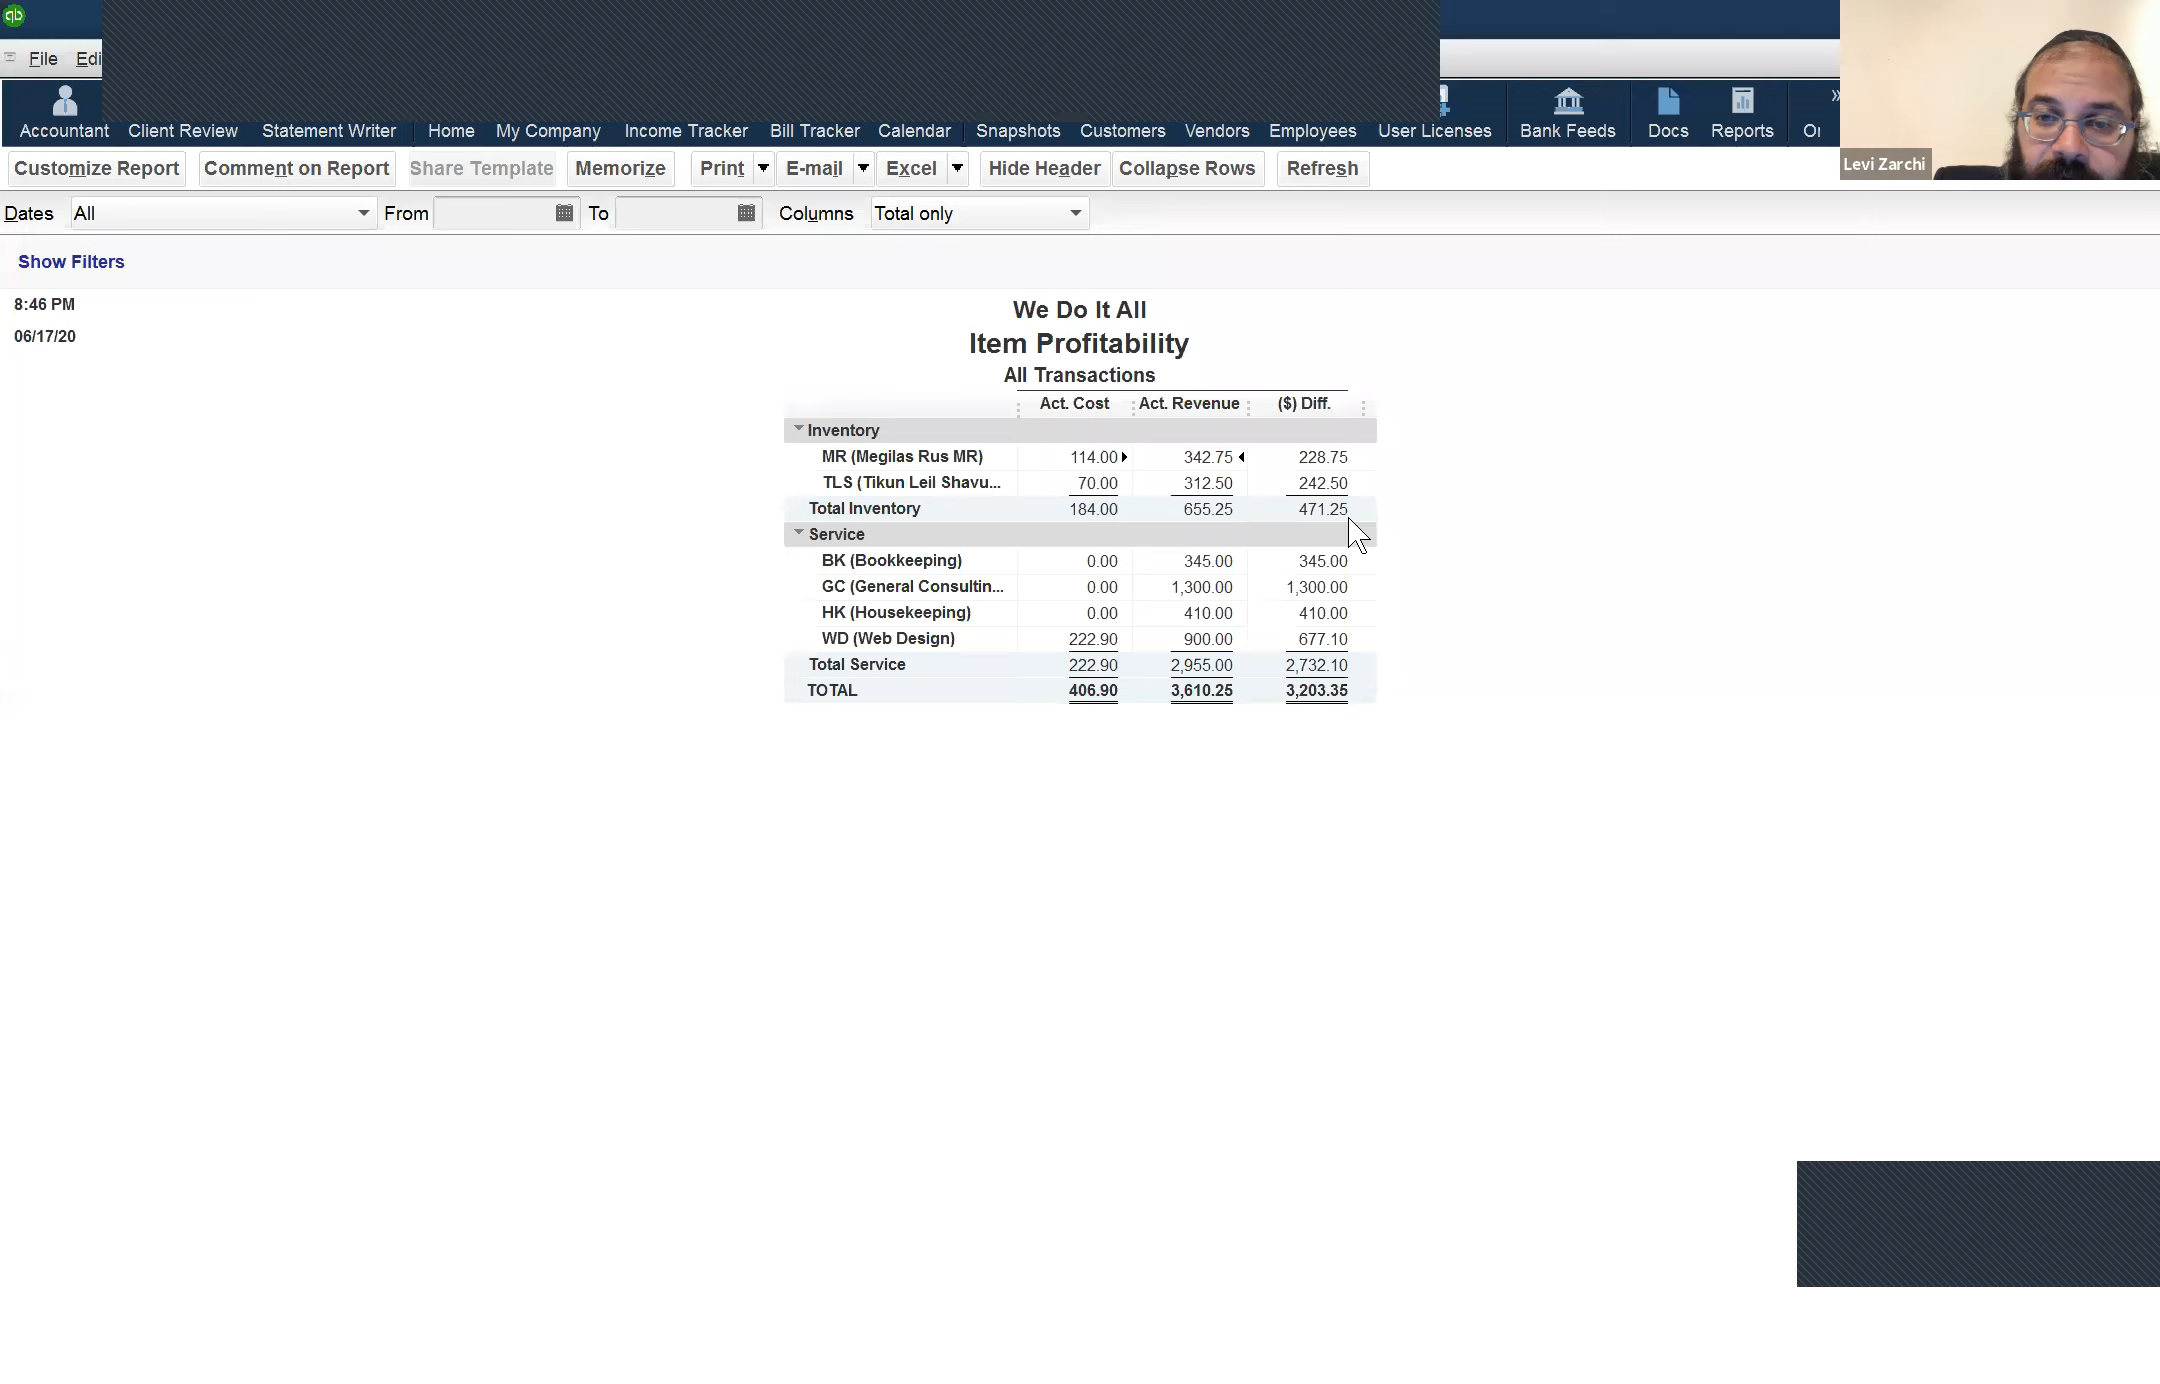 qb
File Edi
Accountant Client Review Statement Writer Home My Company Income Tracker Bill Tracker Calendar Snapshots Customers Vendors Employees User Licenses Bank Feeds Docs Reports
Levi Zarchi
Customize Report Comment on Report Share Template Memorize Print E-mail Excel Hide Header Collapse Rows Refresh
Dates All From To Columns Total only
Show Filters
8:46 PM
06/17/20
We Do It All
Item Profitability
All Transactions
Act. Cost Act. Revenue ($) Diff.
Inventory
MR (Megilas Rus MR) 114.00 342.75 228.75
TLS (Tikun Leil Shavu... 70.00 312.50 242.50
Total Inventory 184.00 655.25 471.25
Service
BK (Bookkeeping) 0.00 345.00 345.00
GC (General Consultin... 0.00 1,300.00 1,300.00
HK (Housekeeping) 0.00 410.00 410.00
WD (Web Design) 222.90 900.00 677.10
Total Service 222.90 2,955.00 2,732.10
TOTAL 406.90 3,610.25 3,203.35